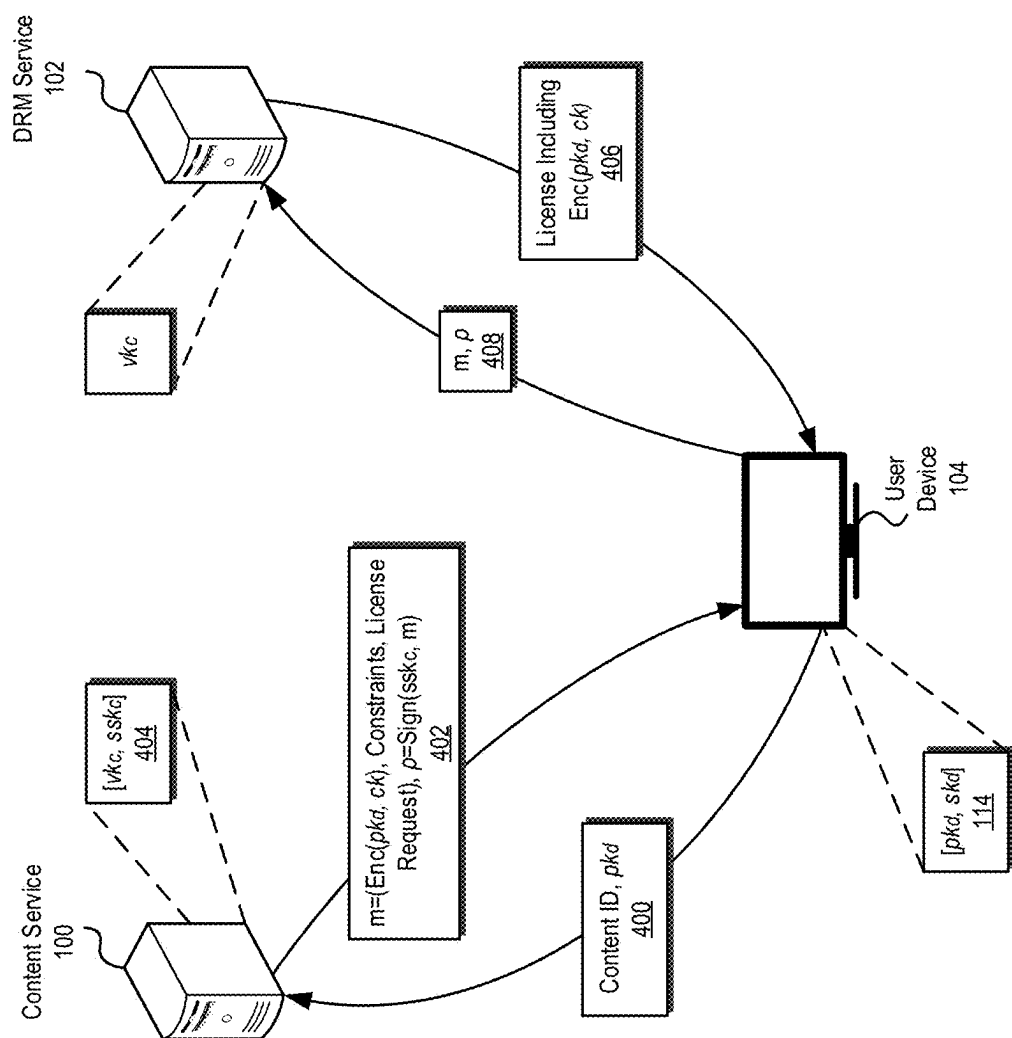 Content Service
100
[vkc, sskc]
404
vkc
DRM Service
102
m=(Enc(pkd, ck), Constraints, License
Request), ρ=Sign(sskc, m)
402
m, ρ
408
License Including
Enc(pkd, ck)
406
Content ID, pkd
400
[pkd, skd]
114
User
Device
104